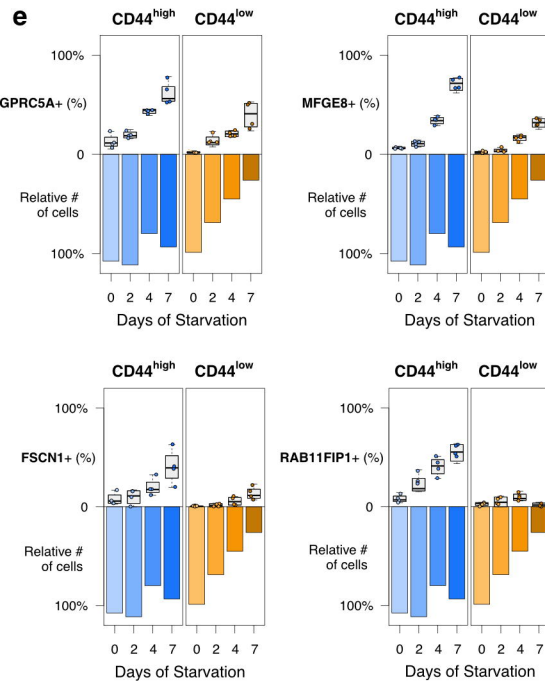 e
CD44high CD44low
100%
GPRC5A+ (%)
0
Relative #
of cells
100%
0 2 4 7 0 2 4 7
Days of Starvation
CD44high CD44low
100%
MFGE8+ (%)
0
Relative #
of cells
100%
0 2 4 7 0 2 4 7
Days of Starvation
CD44high CD44low
100%
FSCN1+ (%)
0
Relative #
of cells
100%
0 2 4 7 0 2 4 7
Days of Starvation
CD44high CD44low
100%
RAB11FIP1+ (%)
0
Relative #
of cells
100%
0 2 4 7 0 2 4 7
Days of Starvation